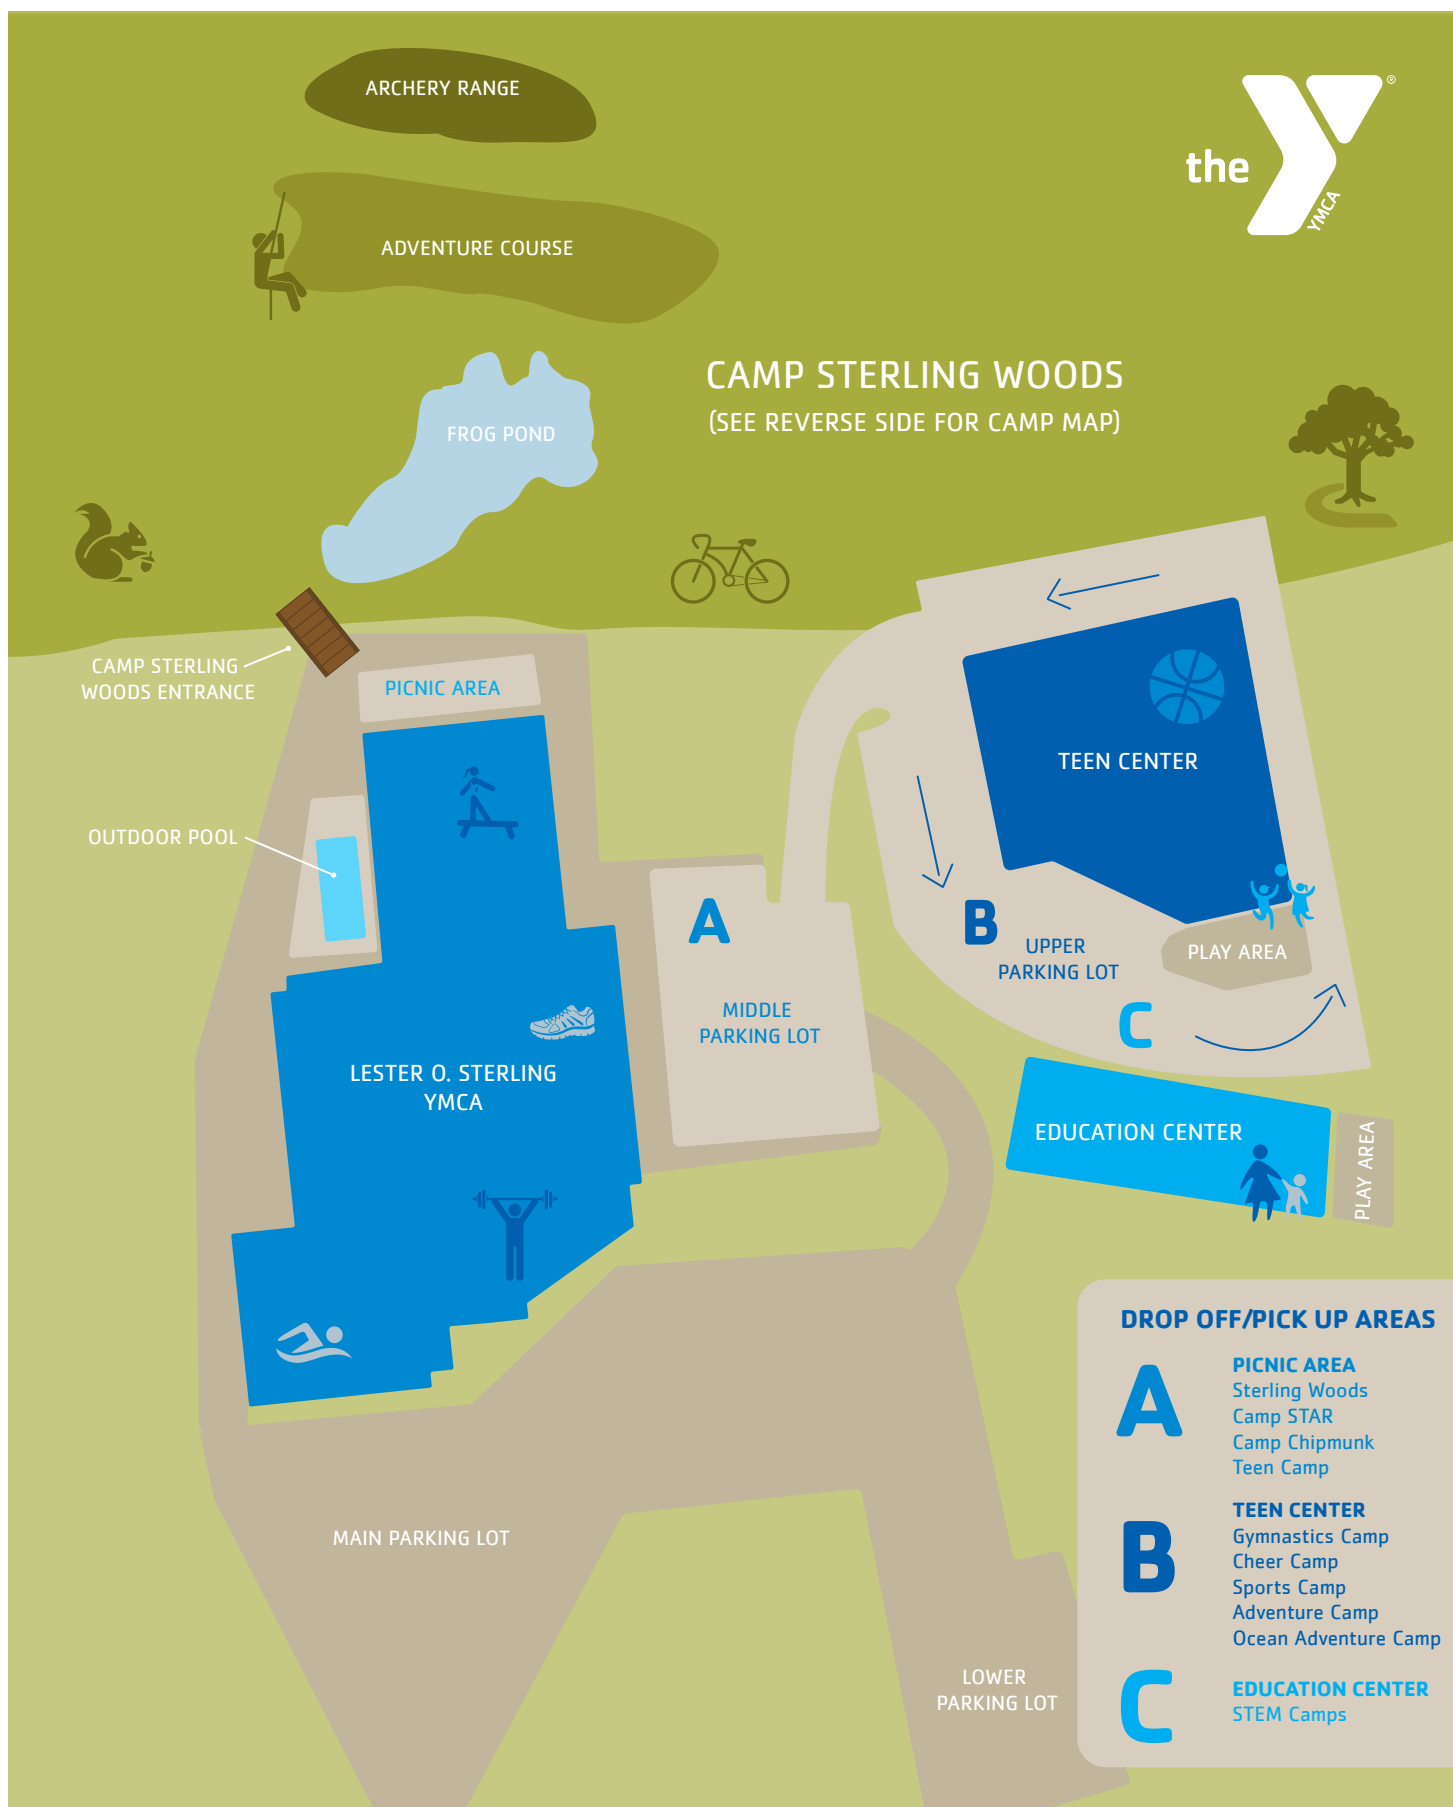 ARCHERY RANGE
the
YMCA
®
ADVENTURE COURSE
CAMP STERLING WOODS
(SEE REVERSE SIDE FOR CAMP MAP)
FROG POND
CAMP STERLING
WOODS ENTRANCE
PICNIC AREA
TEEN CENTER
OUTDOOR POOL
A
MIDDLE
PARKING LOT
B
UPPER
PARKING LOT
PLAY AREA
C
LESTER O. STERLING
YMCA
EDUCATION CENTER
PLAY AREA
MAIN PARKING LOT
LOWER
PARKING LOT
DROP OFF/PICK UP AREAS
A
PICNIC AREA
Sterling Woods
Camp STAR
Camp Chipmunk
Teen Camp
B
TEEN CENTER
Gymnastics Camp
Cheer Camp
Sports Camp
Adventure Camp
Ocean Adventure Camp
C
EDUCATION CENTER
STEM Camps